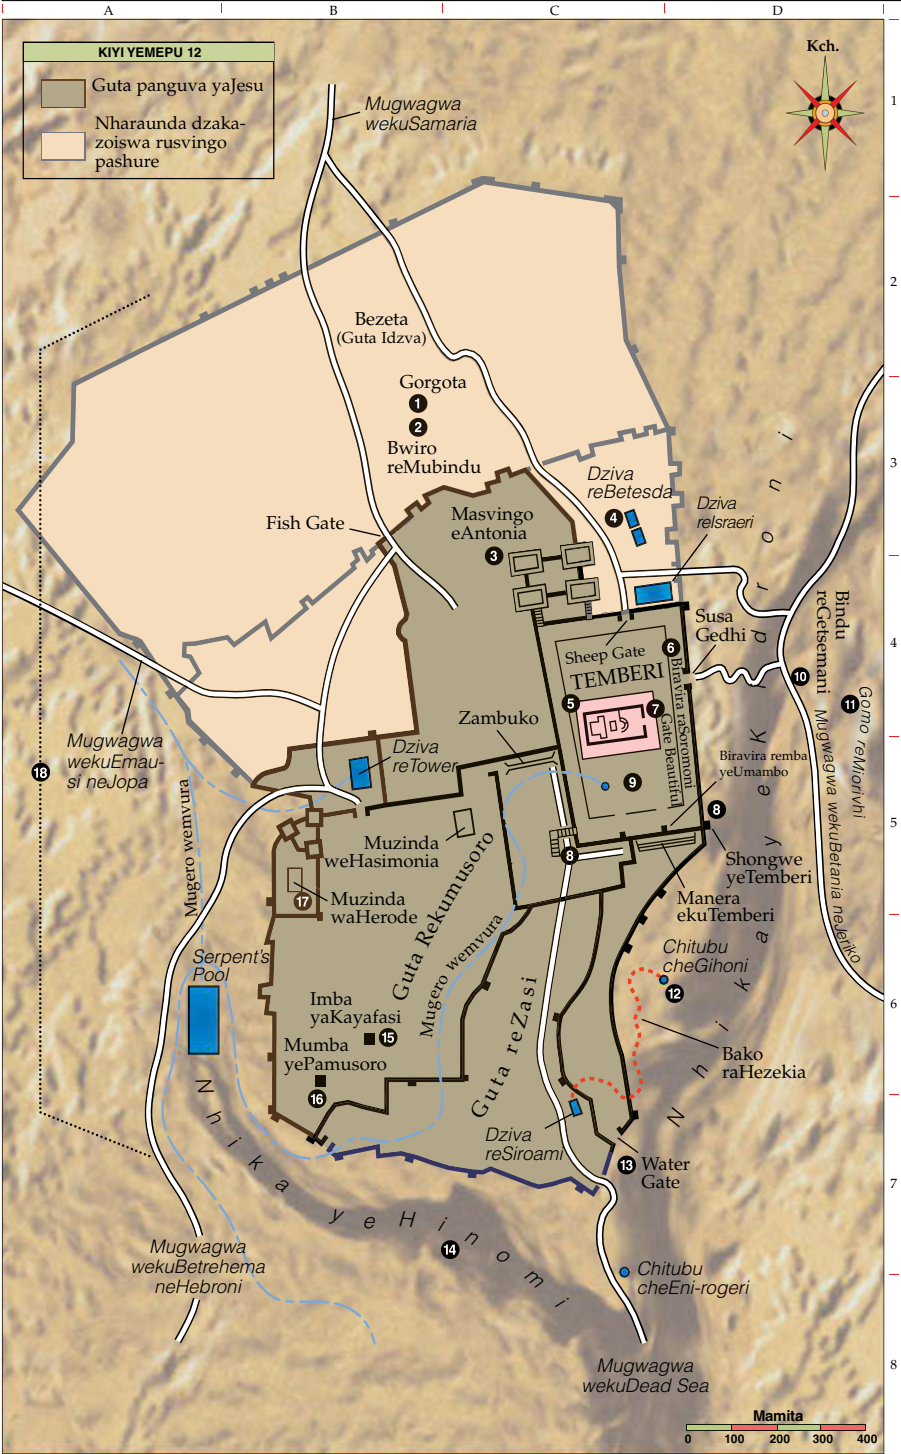 A B C D
KIYI YEMEPU 12
Guta panguva yaJesu
Nharaunda dzaka-
zoiswa rusvingo
pashure
Kch.
1
2
3
4
5
6
7
8
Mugwagwa
wekuSamaria
Bezeta
(Guta Idzva)
Gorgota
1
2
Bwiro
reMubindu
Fish Gate
Masvingo
eAntonia
3
Dziva
reBetesda
4
Dziva
reIsraeri
Susa
Gedhi
Sheep Gate
6
TEMBERI
5
7
Biravira raSoromoni
Gate Beautiful
9
Biravira remba
yeUmambo
8
Bindu
reGetsemani
10
11
Gomo reMiorivhi
Mugwagwa wekuBetania neJeriko
Nhika yeKidroni
Mugwagwa
wekuEmau-
si neJopa
18
Mugero wemvura
Dziva
reTower
Zambuko
Muzinda
weHasimonia
8
Shongwe
yeTemberi
Manera
ekuTemberi
Muzinda
waHerode
17
Guta Rekumusoro
Mugero wemvura
Serpent's
Pool
Chitubu
cheGihoni
12
Imba
yaKayafasi
15
Mumba
yePamusoro
16
Guta reZasi
Bako
raHezekia
Dziva
reSiroami
13
Water
Gate
Nhika yeHinomi
14
Mugwagwa
wekuBetrehema
neHebroni
Chitubu
cheEni-rogeri
Mugwagwa
wekuDead Sea
Mamita
0 100 200 300 400